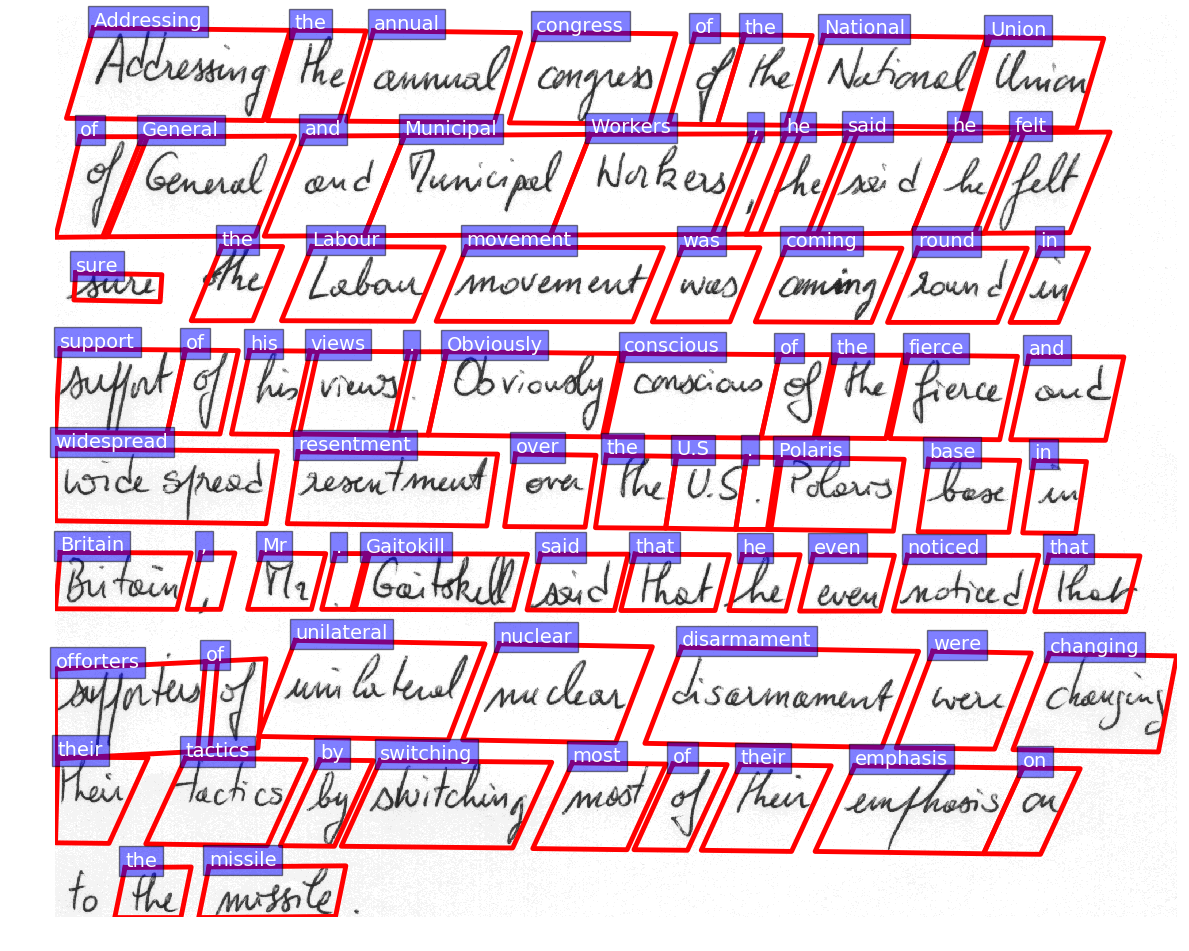 Addressing the annual congress of the National Union
Addressing the annual congress of the National Union
of General and Municipal Workers , he said he felt
of General and Municipal Workers, he said he felt
sure the Labour movement was coming round in
sure the Labour movement was coming round in
support of his views . Obviously conscious of the fierce and
support of his views. Obviously conscious of the fierce and
widespread resentment over the U.S . Polaris base in
wide spread resentment over the U.S. Polaris base in
Britain , Mr . Gaitokill said that he even noticed that
Britain, Mr. Gaitskell said that he even noticed that
offorters of unilateral nuclear disarmament were changing
supporters of unilateral nuclear disarmament were changing
their tactics by switching most of their emphasis on
their tactics by switching most of their emphasis on
the missile
to the missile.